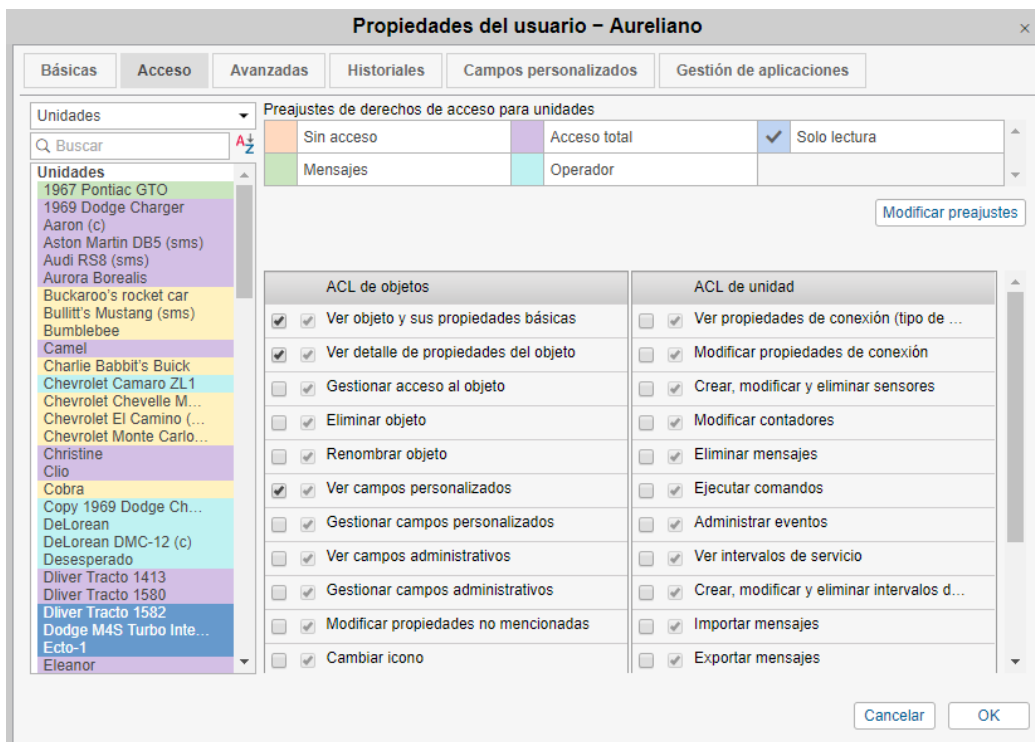 Propiedades del usuario – Aureliano
Básicas
Acceso
Avanzadas
Historiales
Campos personalizados
Gestión de aplicaciones
Unidades
Buscar
Unidades
1967 Pontiac GTO
1969 Dodge Charger
Aaron (c)
Aston Martin DB5 (sms)
Audi RS8 (sms)
Aurora Borealis
Buckaroo's rocket car
Bullitt's Mustang (sms)
Bumblebee
Camel
Charlie Babbit's Buick
Chevrolet Camaro ZL1
Chevrolet Chevelle M...
Chevrolet El Camino (...
Chevrolet Monte Carlo...
Christine
Clio
Cobra
Copy 1969 Dodge Ch...
DeLorean
DeLorean DMC-12 (c)
Desesperado
Dliver Tracto 1413
Dliver Tracto 1580
Dliver Tracto 1582
Dodge M4S Turbo Inte...
Ecto-1
Eleanor
Preajustes de derechos de acceso para unidades
Sin acceso
Acceso total
Solo lectura
Mensajes
Operador
Modificar preajustes
ACL de objetos
Ver objeto y sus propiedades básicas
Ver detalle de propiedades del objeto
Gestionar acceso al objeto
Eliminar objeto
Renombrar objeto
Ver campos personalizados
Gestionar campos personalizados
Ver campos administrativos
Gestionar campos administrativos
Modificar propiedades no mencionadas
Cambiar icono
ACL de unidad
Ver propiedades de conexión (tipo de ...
Modificar propiedades de conexión
Crear, modificar y eliminar sensores
Modificar contadores
Eliminar mensajes
Ejecutar comandos
Administrar eventos
Ver intervalos de servicio
Crear, modificar y eliminar intervalos d...
Importar mensajes
Exportar mensajes
Cancelar
OK